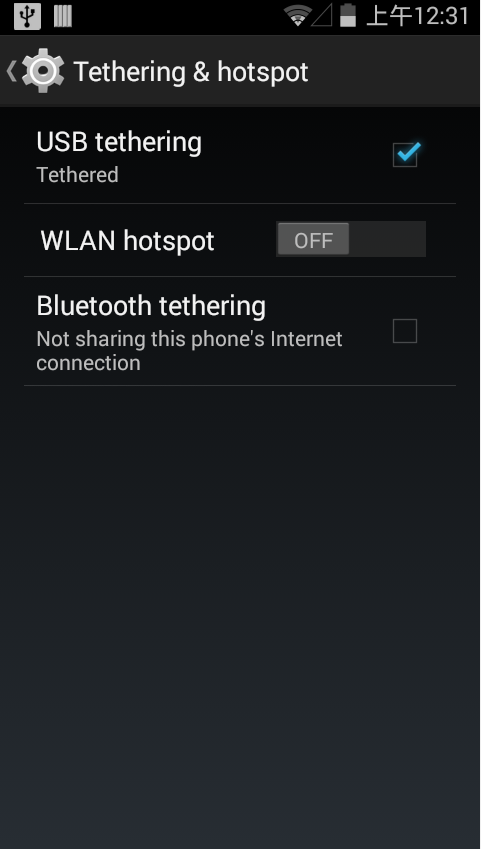 上午12:31
Tethering & hotspot
USB tethering
Tethered
WLAN hotspot
OFF
Bluetooth tethering
Not sharing this phone's Internet
connection